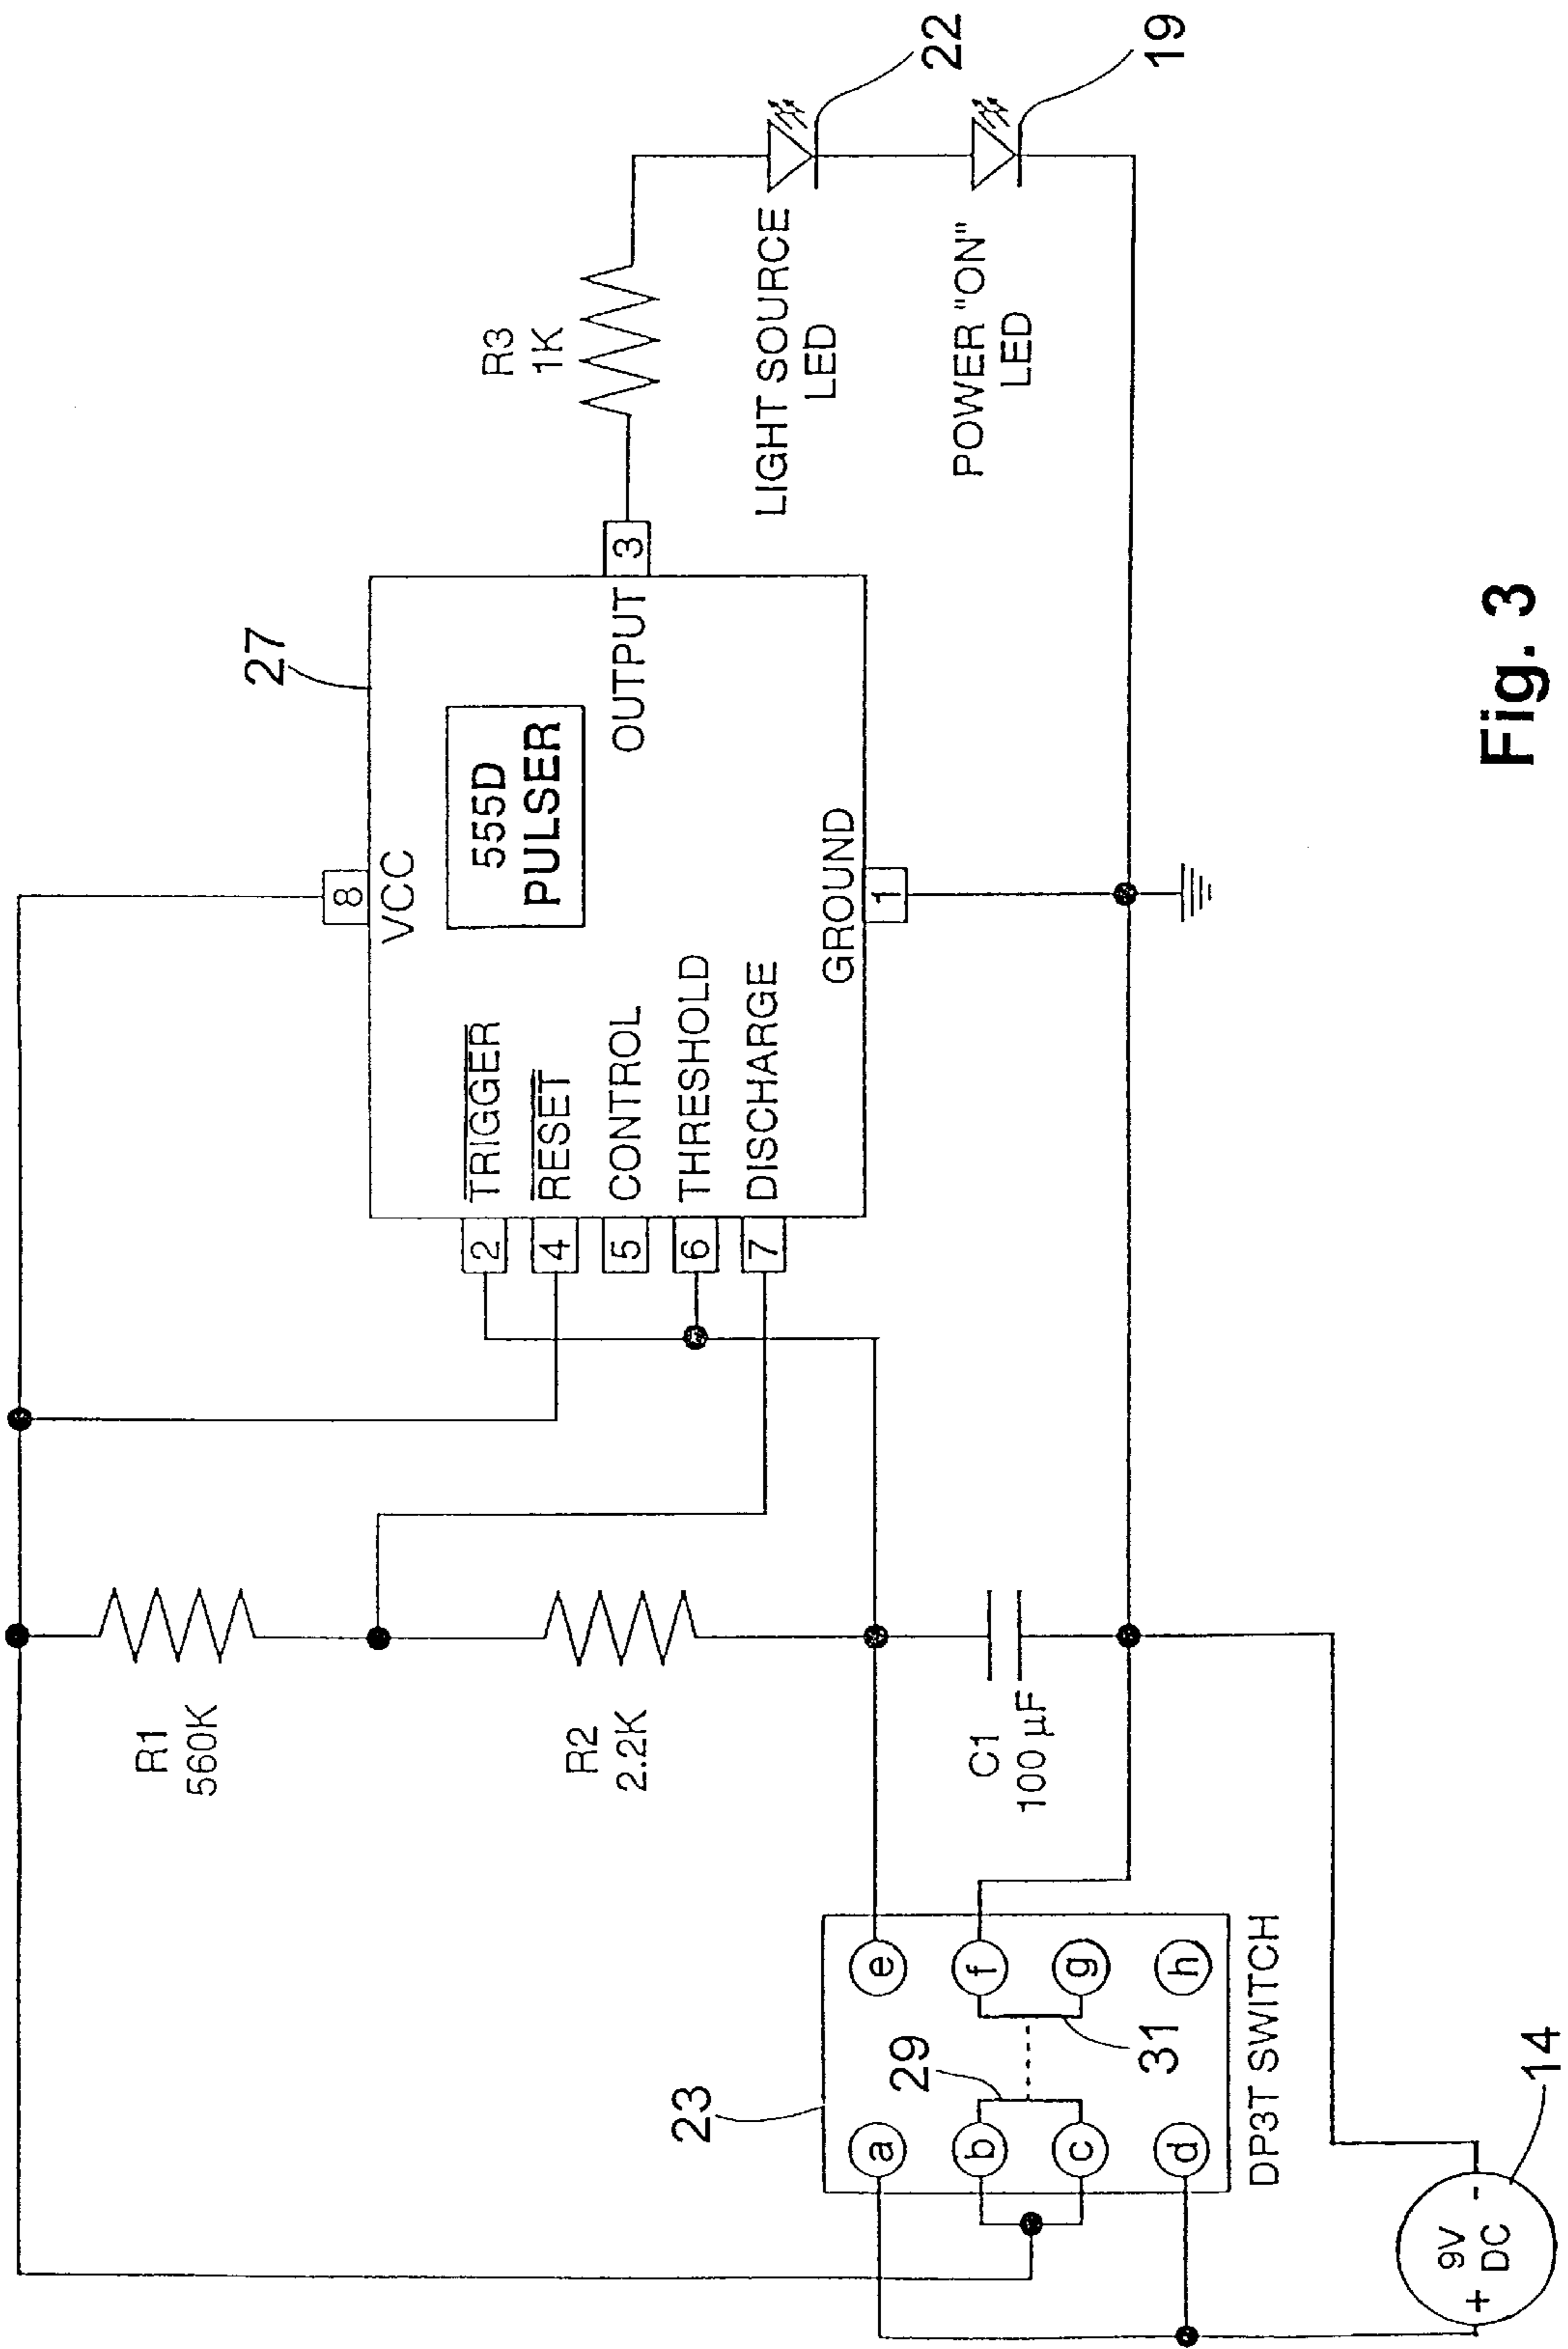 R1
560K
R2
2.2K
C1
100 µF
23
a
b
c
d
e
f
g
h
29
31
DP3T SWITCH
9V
DC
+
-
14
27
555D
PULSER
8
VCC
2
TRIGGER
4
RESET
5
CONTROL
6
THRESHOLD
7
DISCHARGE
3
OUTPUT
1
GROUND
R3
1K
LIGHT SOURCE
LED
22
POWER "ON"
LED
19
Fig. 3